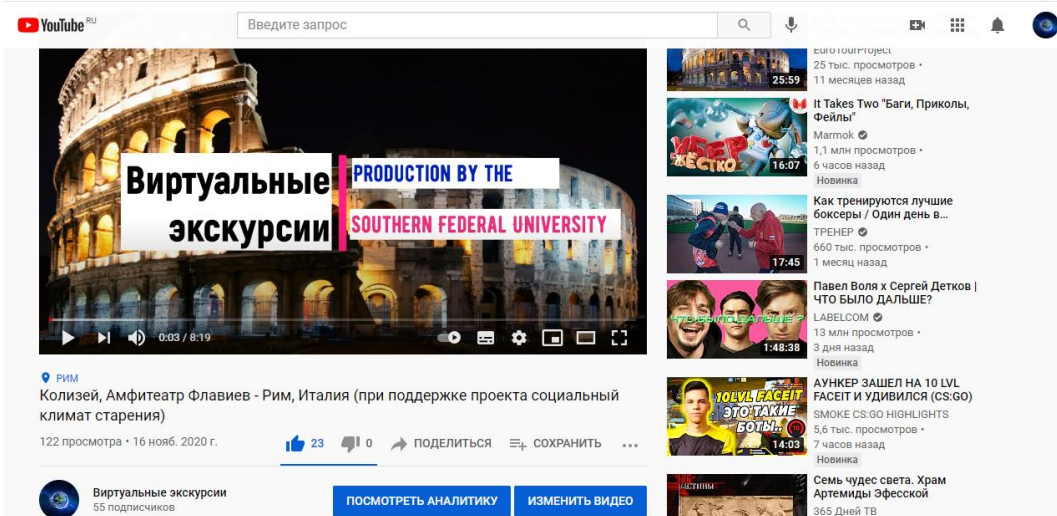 YouTube RU
Введите запрос
Виртуальные
экскурсии
PRODUCTION BY THE
SOUTHERN FEDERAL UNIVERSITY
0:03 / 8:19
РИМ
Колизей, Амфитеатр Флавиев - Рим, Италия (при поддержке проекта социальный
климат старения)
122 просмотра • 16 нояб. 2020 г.
23
0
ПОДЕЛИТЬСЯ
СОХРАНИТЬ
Виртуальные экскурсии
55 подписчиков
ПОСМОТРЕТЬ АНАЛИТИКУ
ИЗМЕНИТЬ ВИДЕО
EuroTourProject
25 тыс. просмотров •
11 месяцев назад
25:59
It Takes Two "Баги, Приколы,
Фейлы"
Marmok
1,1 млн просмотров •
6 часов назад
Новинка
УБЕР
ЖЁСТКО
16:07
Как тренируются лучшие
боксеры / Один день в...
ТРЕНЕР
660 тыс. просмотров •
1 месяц назад
17:45
Павел Воля х Сергей Детков |
ЧТО БЫЛО ДАЛЬШЕ?
LABELCOM
13 млн просмотров •
3 дня назад
Новинка
ЧТО БЫЛО ДАЛЬШЕ ?
1:48:38
АУНКЕР ЗАШЕЛ НА 10 LVL
FACEIT И УДИВИЛСЯ (CS:GO)
SMOKE CS:GO HIGHLIGHTS
5,6 тыс. просмотров •
7 часов назад
Новинка
10LVL FACEIT
ЭТО ТАКИЕ
БОТЫ..
10
14:03
Семь чудес света. Храм
Артемиды Эфесской
365 Дней ТВ